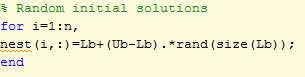 % Random initial solutions
for i=1:n,
nest(i,:)=Lb+(Ub-Lb).*rand(size(Lb));
end